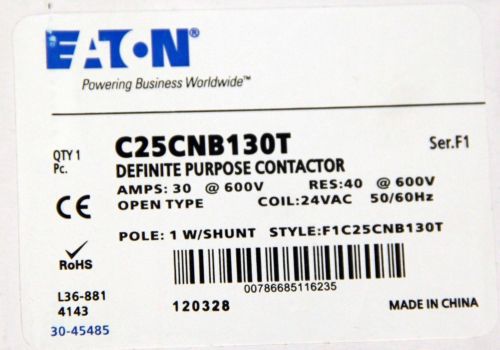 EATON®
Powering Business Worldwide™
QTY 1 C25CNB130T Ser.F1
Pc. DEFINITE PURPOSE CONTACTOR
AMPS: 30 @ 600V RES:40 @ 600V
OPEN TYPE COIL:24VAC 50/60Hz
CE
POLE: 1 W/SHUNT STYLE:F1C25CNB130T
RoHS
00786685116235
L36-881
4143
120328 MADE IN CHINA
30-45485